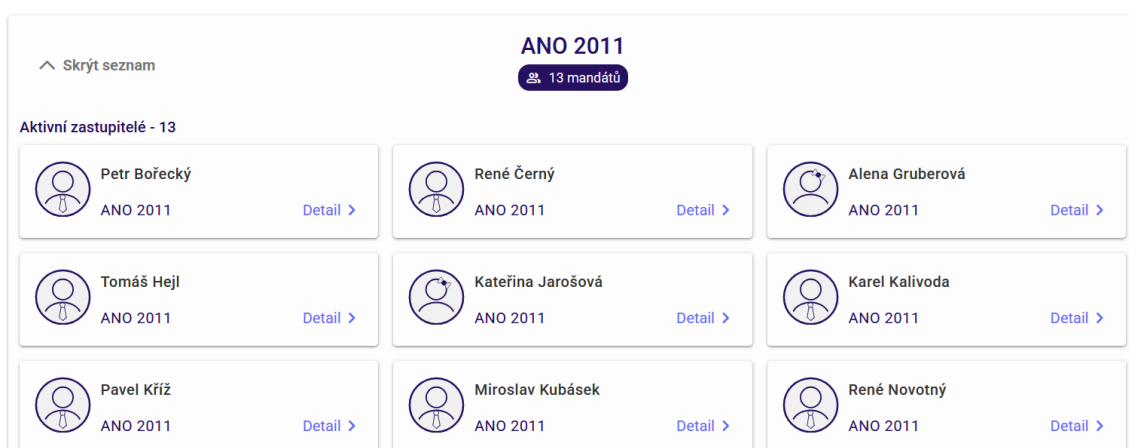 ANO 2011
Skrýt seznam
13 mandátů
Aktivní zastupitelé - 13
Petr Bořecký
ANO 2011 Detail
René Černý
ANO 2011 Detail
Alena Gruberová
ANO 2011 Detail
Tomáš Hejl
ANO 2011 Detail
Kateřina Jarošová
ANO 2011 Detail
Karel Kalivoda
ANO 2011 Detail
Pavel Kříž
ANO 2011 Detail
Miroslav Kubásek
ANO 2011 Detail
René Novotný
ANO 2011 Detail